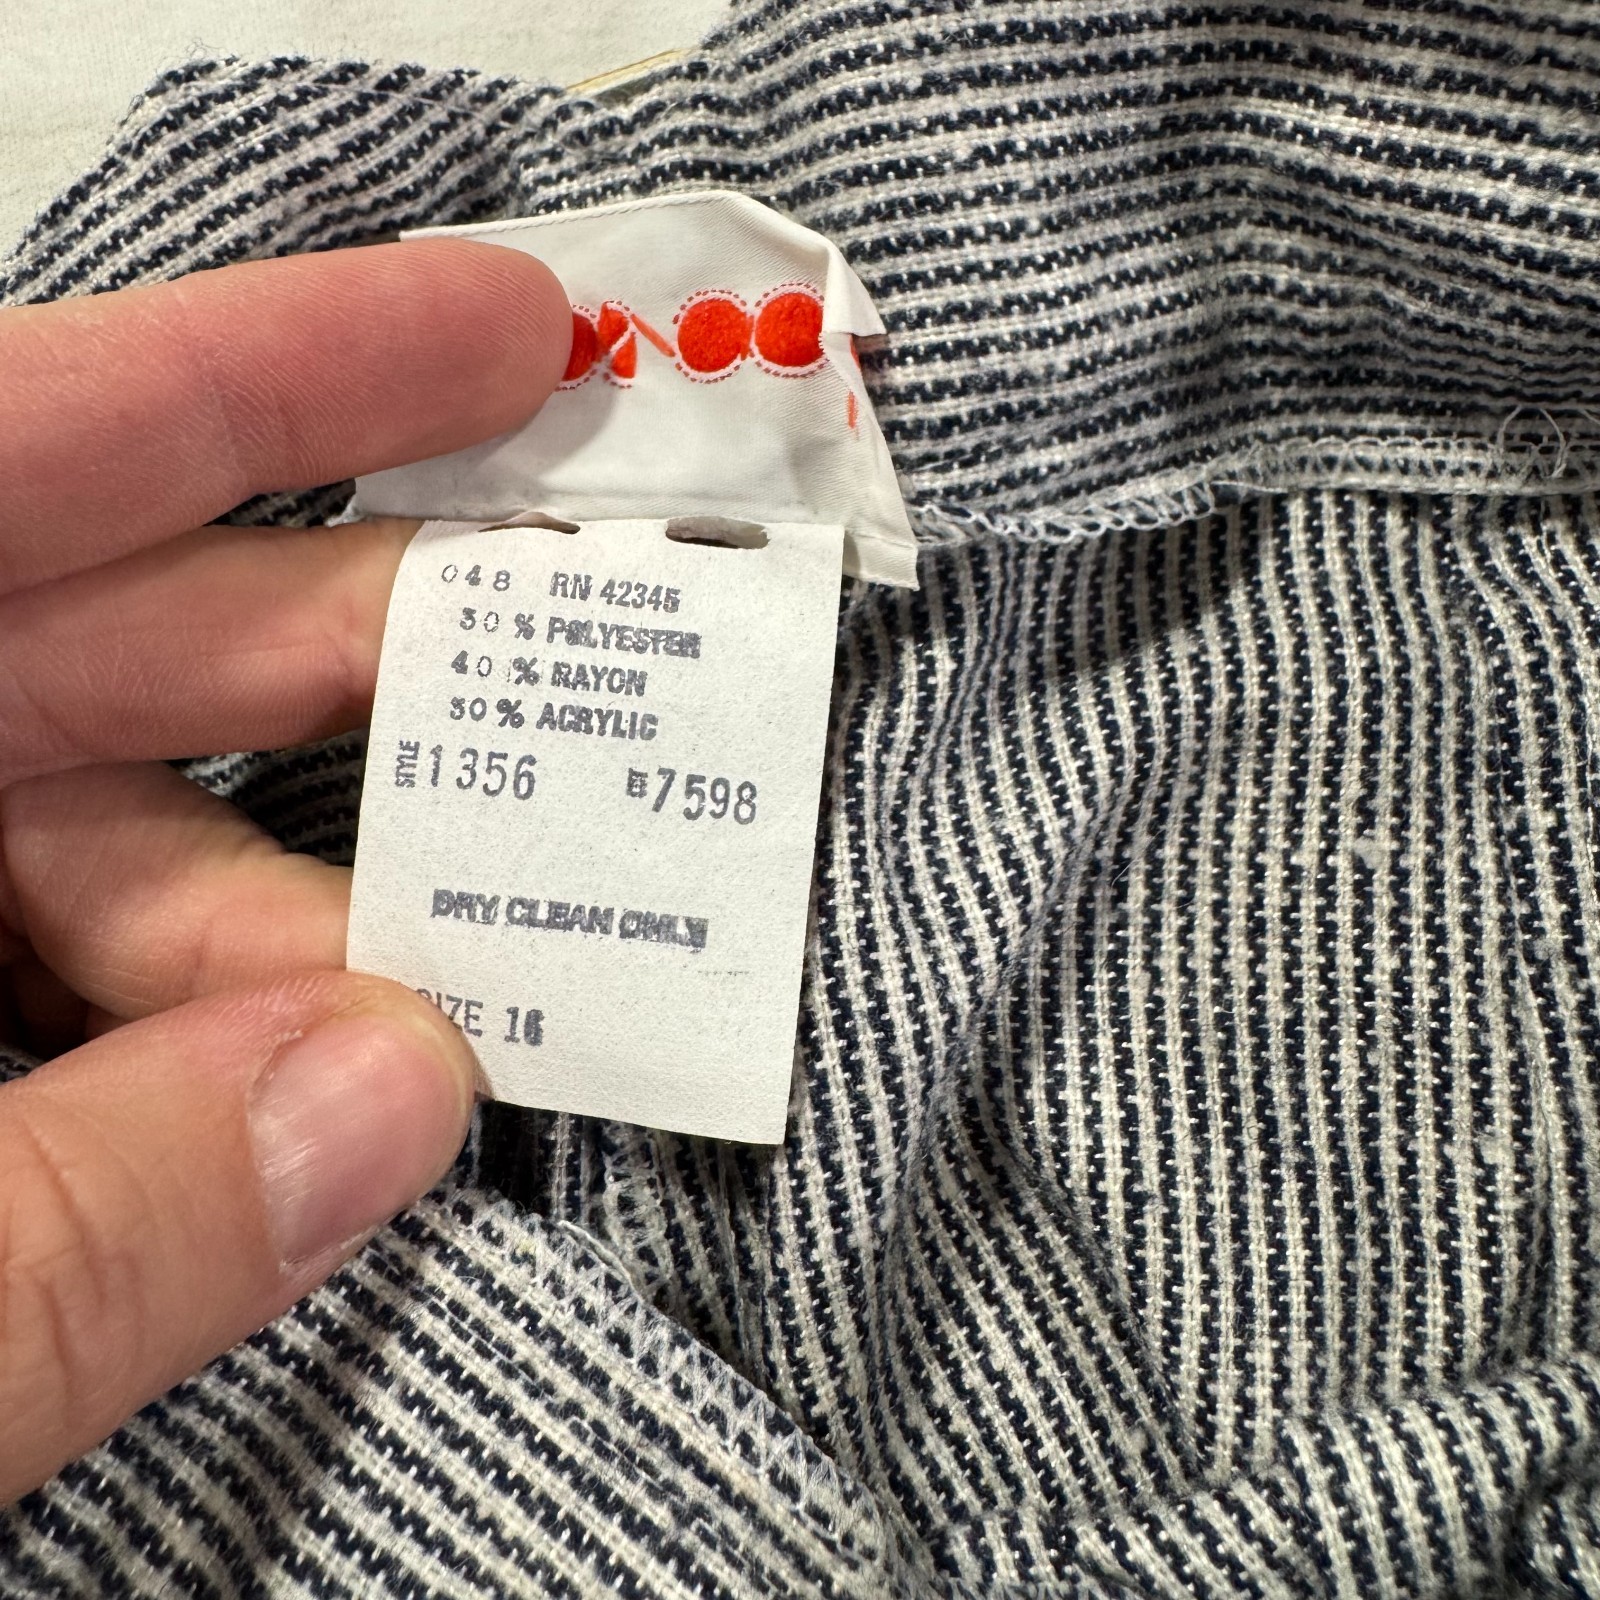 048 RN 42345
30% POLYESTER
40% RAYON
30% ACRYLIC
STYLE 1356 7598
DRY CLEAN ONLY
SIZE 16